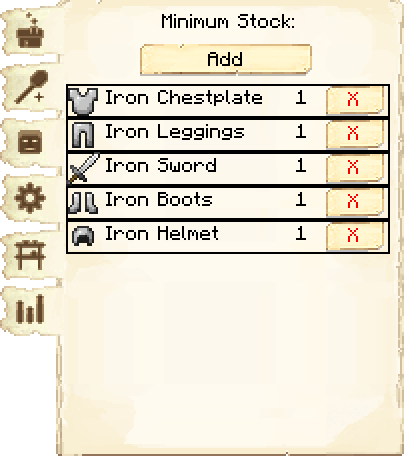 Minimum Stock:
Add
Iron Chestplate 1 X
Iron Leggings 1 X
Iron Sword 1 X
Iron Boots 1 X
Iron Helmet 1 X